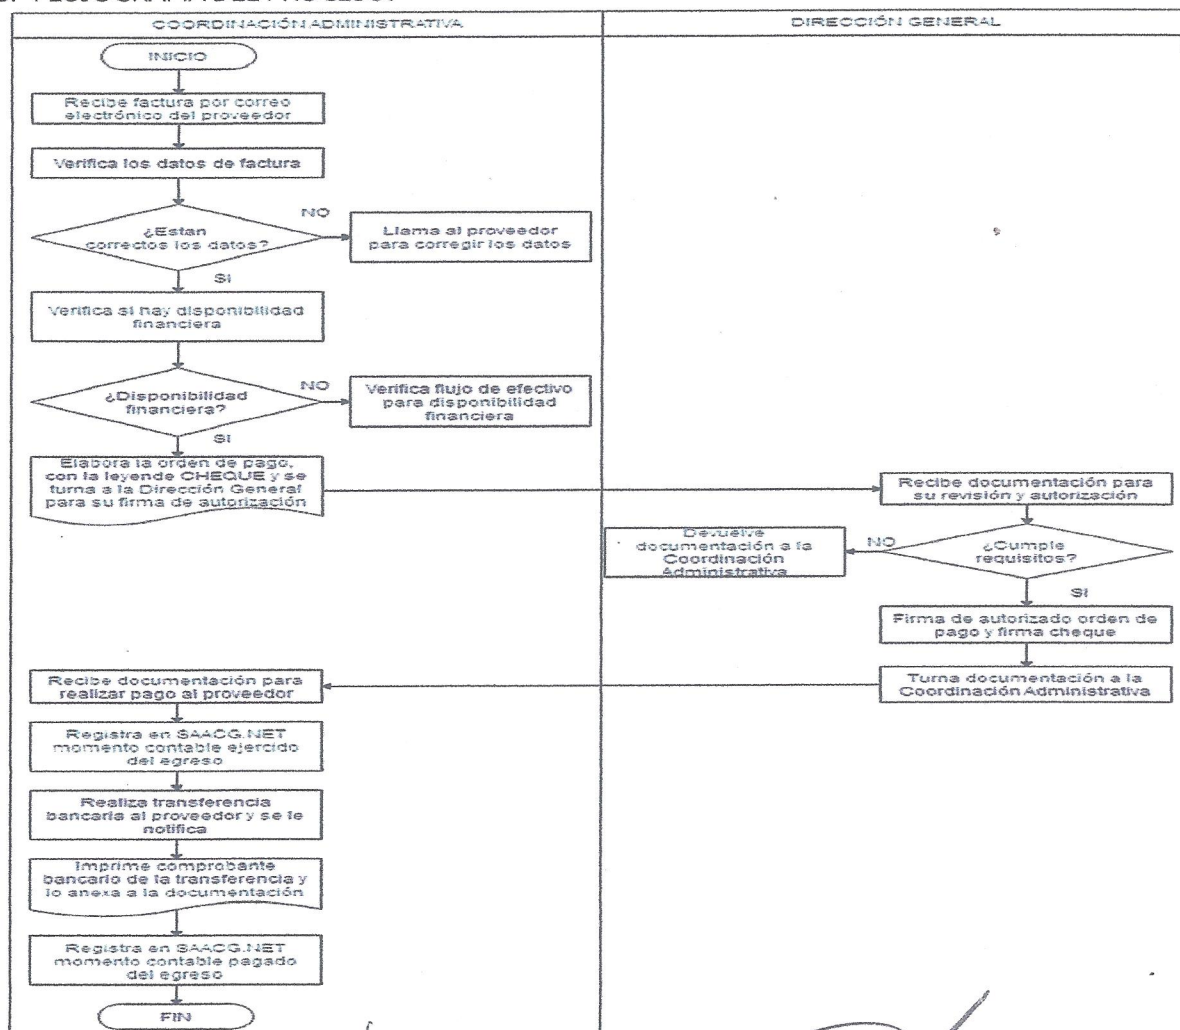 COORDINACIÓN ADMINISTRATIVA
DIRECCIÓN GENERAL
INICIO
Recibe factura por correo
electrónico del proveedor
Verifica los datos de factura
¿Estan
correctos los datos?
NO
Llama al proveedor
para corregir los datos
SI
Verifica si hay disponibilidad
financiera
¿Disponibilidad
financiera?
NO
Verifica flujo de efectivo
para disponibilidad
financiera
SI
Elabora la orden de pago,
con la leyende CHEQUE y se
turna a la Dirección General
para su firma de autorización
Recibe documentación para
su revisión y autorización
¿Cumple
requisitos?
NO
Devuelve
documentación a la
Coordinación
Administrativa
SI
Firma de autorizado orden de
pago y firma cheque
Turna documentación a la
Coordinación Administrativa
Recibe documentación para
realizar pago al proveedor
Registra en SAACG.NET
momento contable ejercido
del egreso
Realiza transferencia
bancaria al proveedor y se le
notifica
Imprime comprobante
bancario de la transferencia y
lo anexa a la documentación
Registra en SAACG.NET
momento contable pagado
del egreso
FIN